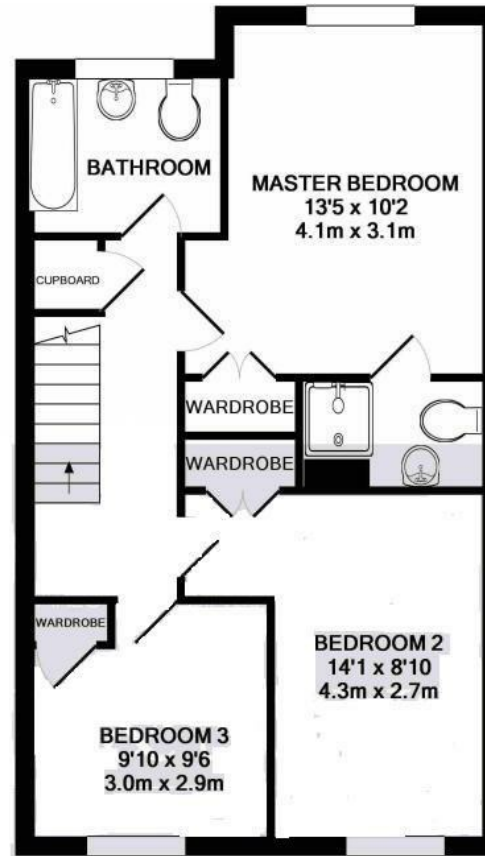 BATHROOM
MASTER BEDROOM
13'5 x 10'2
4.1m x 3.1m
CUPBOARD
WARDROBE
WARDROBE
WARDROBE
BEDROOM 2
14'1 x 8'10
4.3m x 2.7m
BEDROOM 3
9'10 x 9'6
3.0m x 2.9m